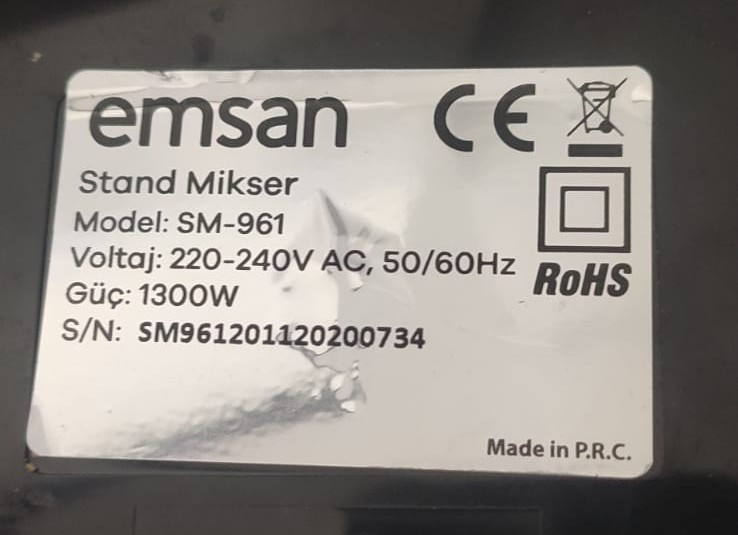 emsan CE
Stand Mikser
Model: SM-961
Voltaj: 220-240V AC, 50/60Hz
Güç: 1300W
RoHS
S/N: SM961201120200734
Made in P.R.C.